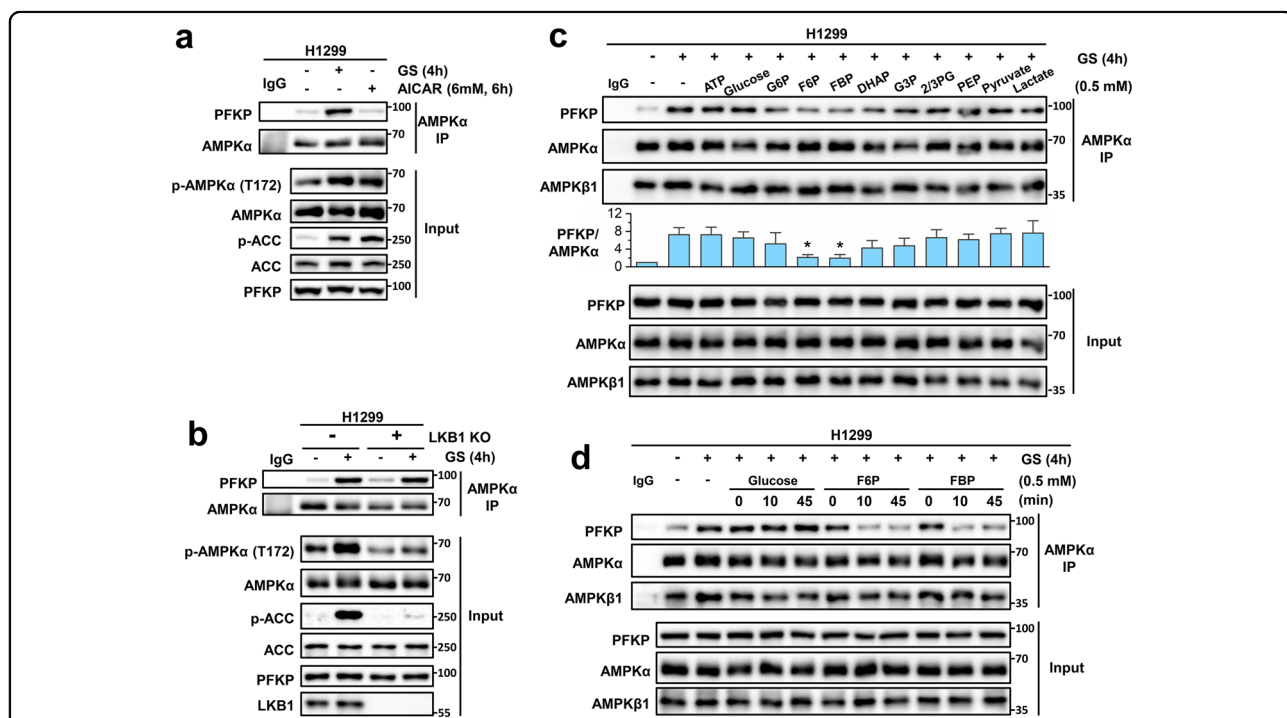 a
H1299
IgG - + - GS (4h)
- - + AICAR (6mM, 6h)
PFKP 100
AMPKα 70
AMPKα IP
p-AMPKα (T172) 70
AMPKα 70
p-ACC 250
ACC 250
PFKP 100
Input
b
H1299
- + LKB1 KO
IgG - + - + GS (4h)
PFKP 100
AMPKα 70
AMPKα IP
p-AMPKα (T172) 70
AMPKα 70
p-ACC 250
ACC 250
PFKP 100
LKB1 55
Input
c
H1299
- + + + + + + + + + + + + GS (4h)
IgG - - ATP Glucose G6P F6P FBP DHAP G3P 2/3PG PEP Pyruvate Lactate (0.5 mM)
PFKP 100
AMPKα 70
AMPKβ1 35
AMPKα IP
PFKP/AMPKα
12
8
4
0
* *
PFKP 100
AMPKα 70
AMPKβ1 35
Input
d
H1299
- + + + + + + + + + + GS (4h)
IgG - - Glucose F6P FBP (0.5 mM)
0 10 45 0 10 45 0 10 45 (min)
PFKP 100
AMPKα 70
AMPKβ1 35
AMPKα IP
PFKP 100
AMPKα 70
AMPKβ1 35
Input